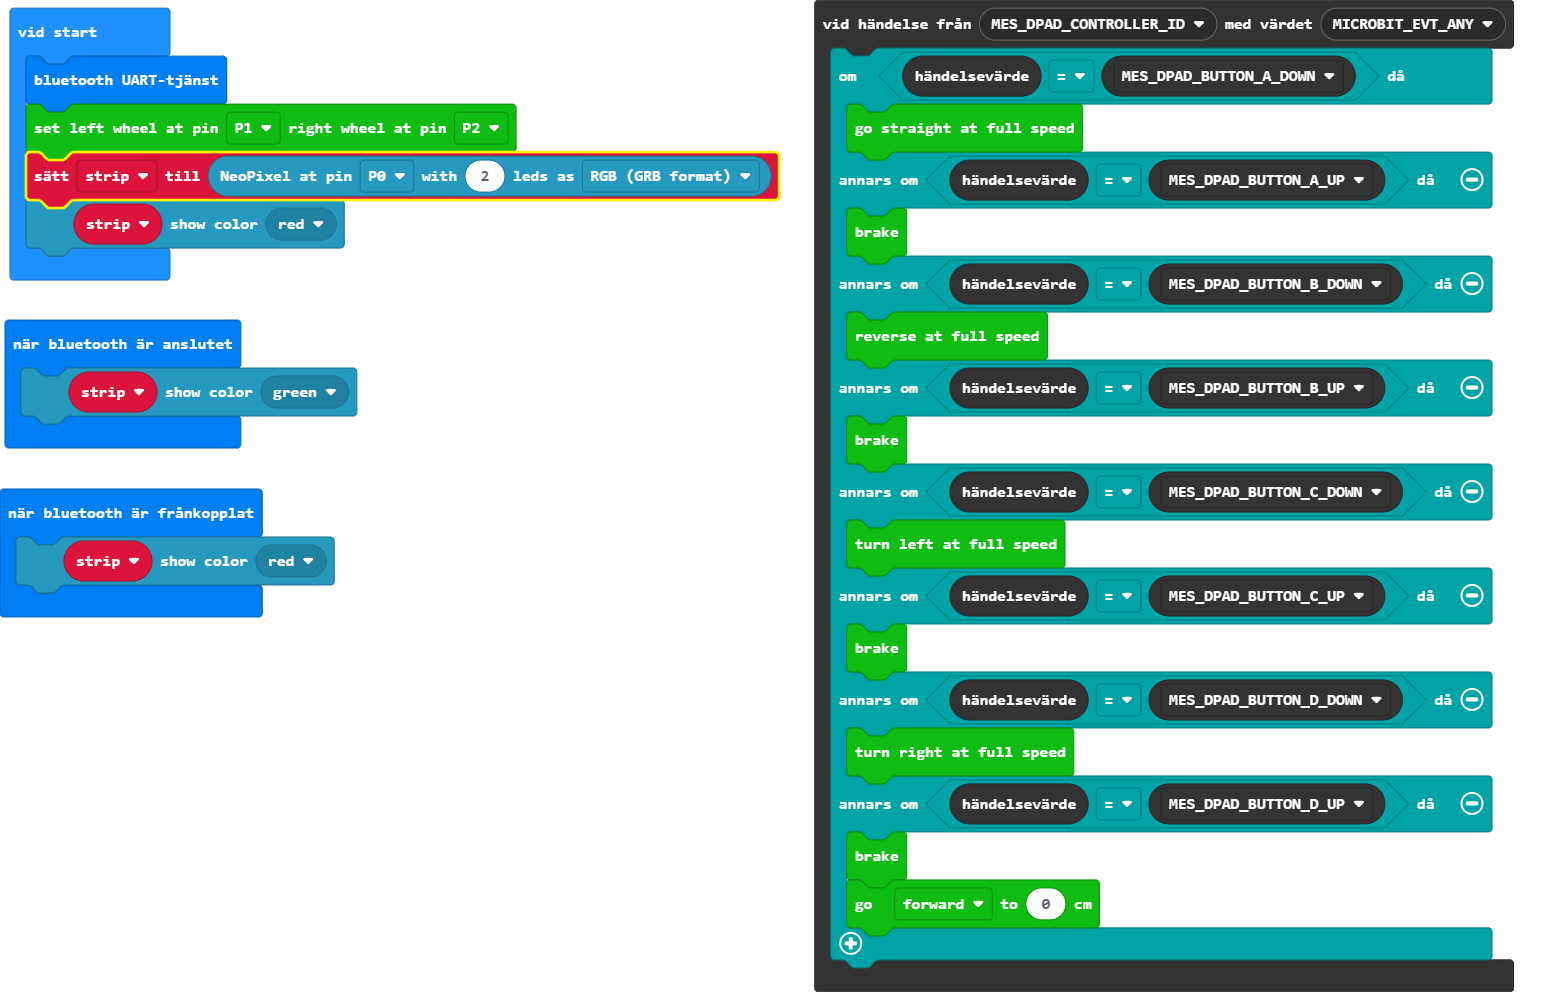 vid start
bluetooth UART-tjänst
set left wheel at pin P1 right wheel at pin P2
sätt strip till NeoPixel at pin P0 with 2 leds as RGB (GRB format)
strip show color red
när bluetooth är anslutet
strip show color green
när bluetooth är frånkopplat
strip show color red
vid händelse från MES_DPAD_CONTROLLER_ID med värdet MICROBIT_EVT_ANY
om händelsevärde = MES_DPAD_BUTTON_A_DOWN då
go straight at full speed
annars om händelsevärde = MES_DPAD_BUTTON_A_UP då
brake
annars om händelsevärde = MES_DPAD_BUTTON_B_DOWN då
reverse at full speed
annars om händelsevärde = MES_DPAD_BUTTON_B_UP då
brake
annars om händelsevärde = MES_DPAD_BUTTON_C_DOWN då
turn left at full speed
annars om händelsevärde = MES_DPAD_BUTTON_C_UP då
brake
annars om händelsevärde = MES_DPAD_BUTTON_D_DOWN då
turn right at full speed
annars om händelsevärde = MES_DPAD_BUTTON_D_UP då
brake
go forward to 0 cm